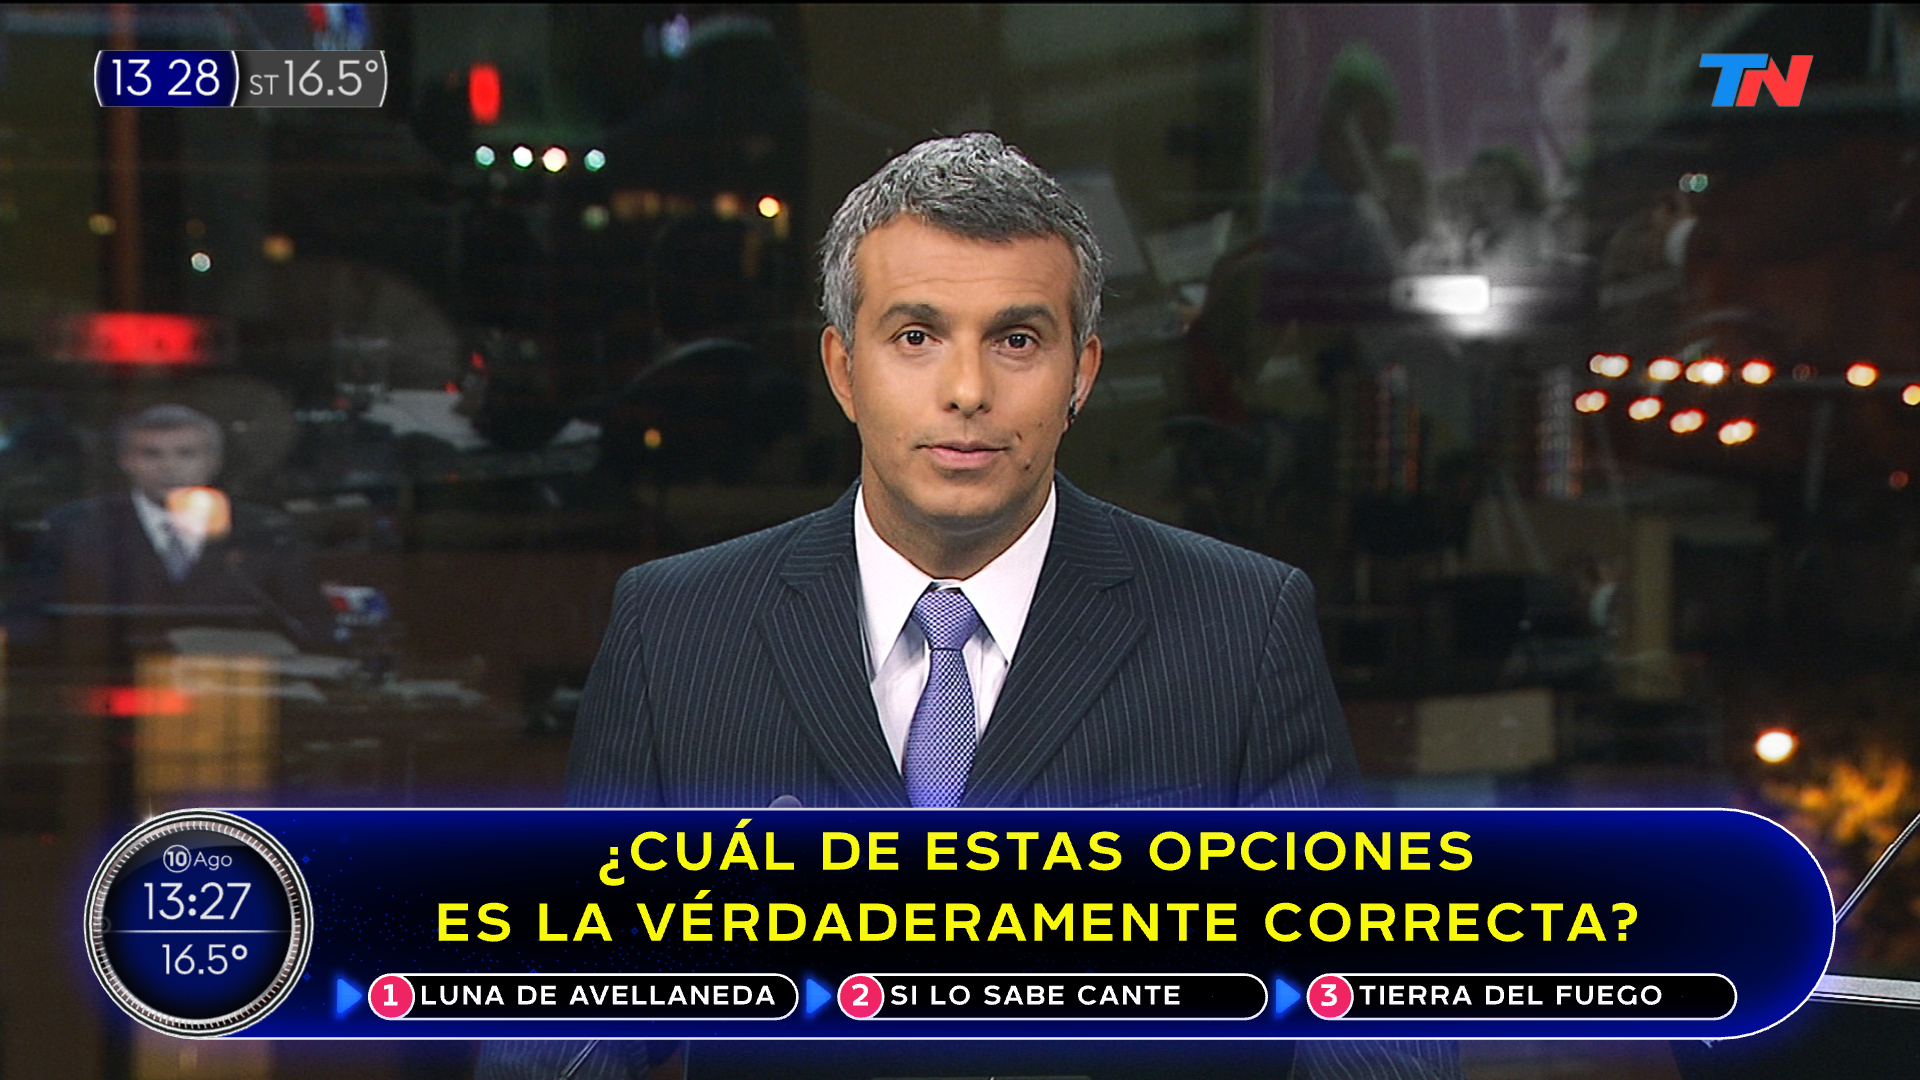 13 28 ST 16.5°
TN
¿CUÁL DE ESTAS OPCIONES
ES LA VÉRDADERAMENTE CORRECTA?
10 Ago
13:27
16.5°
1 LUNA DE AVELLANEDA
2 SI LO SABE CANTE
3 TIERRA DEL FUEGO